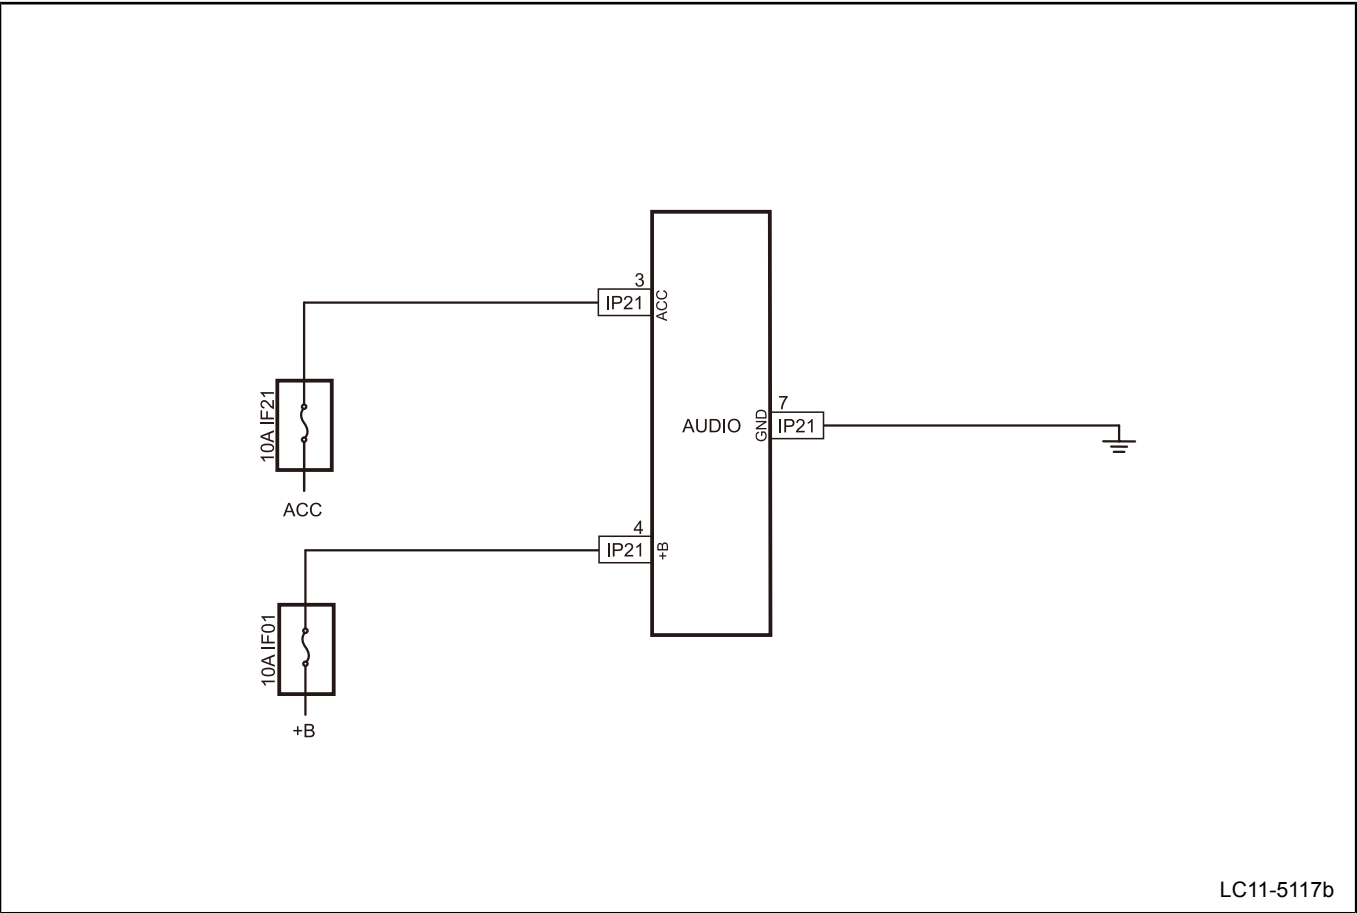 3
IP21
ACC
10A IF21
ACC
AUDIO
GND
7
IP21
4
IP21
+B
10A IF01
+B
LC11-5117b